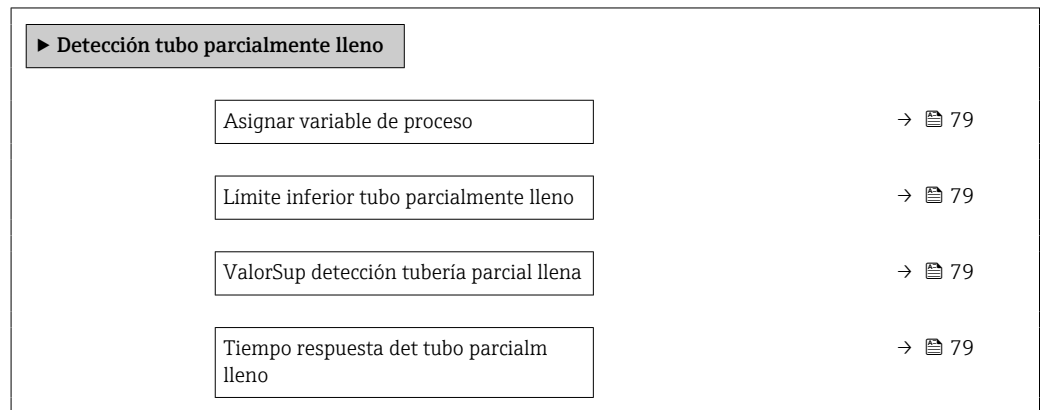 ▶ Detección tubo parcialmente lleno
Asignar variable de proceso → 79
Límite inferior tubo parcialmente lleno → 79
ValorSup detección tubería parcial llena → 79
Tiempo respuesta det tubo parcialm → 79
lleno